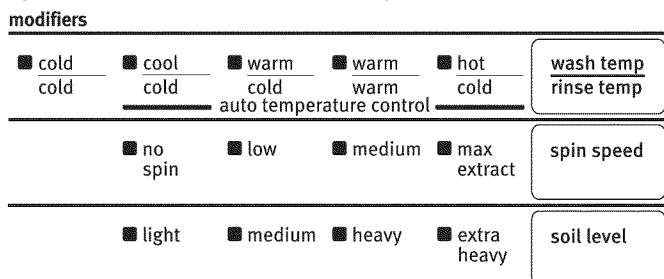 modifiers
cold cool warm warm hot wash temp
cold cold cold warm cold rinse temp
auto temperature control
no low medium max spin speed
spin extract
light medium heavy extra soil level
heavy